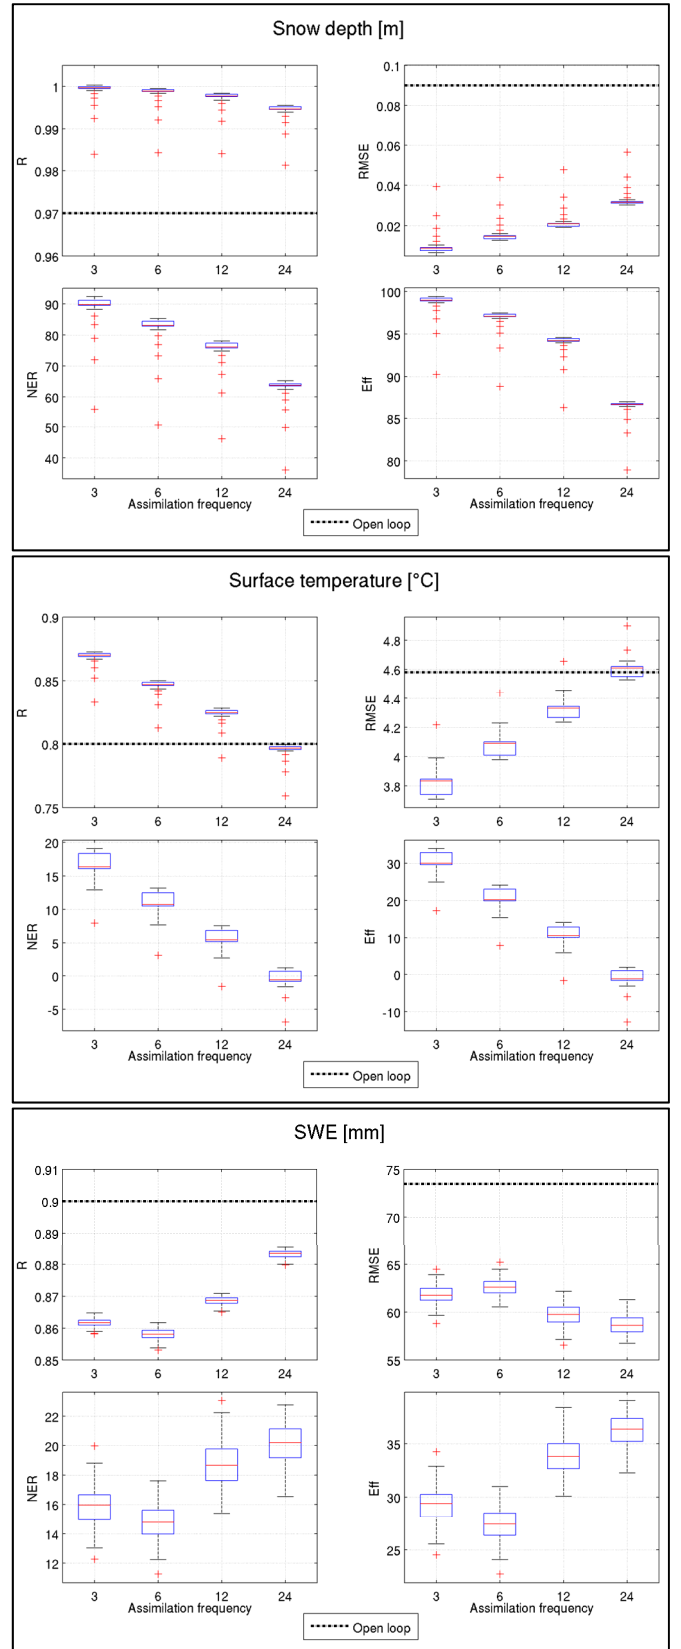 Snow depth [m]
1
0.99
0.98
0.97
0.96
R
3 6 12 24
0.1
0.08
0.06
0.04
0.02
RMSE
3 6 12 24
90
80
70
60
50
40
NER
3 6 12 24
Assimilation frequency
100
95
90
85
80
Eff
3 6 12 24
Assimilation frequency
Open loop
Surface temperature [°C]
0.9
0.85
0.8
0.75
R
3 6 12 24
4.8
4.6
4.4
4.2
4
3.8
RMSE
3 6 12 24
20
15
10
5
0
-5
NER
3 6 12 24
Assimilation frequency
30
20
10
0
-10
Eff
3 6 12 24
Assimilation frequency
Open loop
SWE [mm]
0.91
0.9
0.89
0.88
0.87
0.86
0.85
R
3 6 12 24
75
70
65
60
55
RMSE
3 6 12 24
22
20
18
16
14
12
NER
3 6 12 24
Assimilation frequency
35
30
25
Eff
3 6 12 24
Assimilation frequency
Open loop